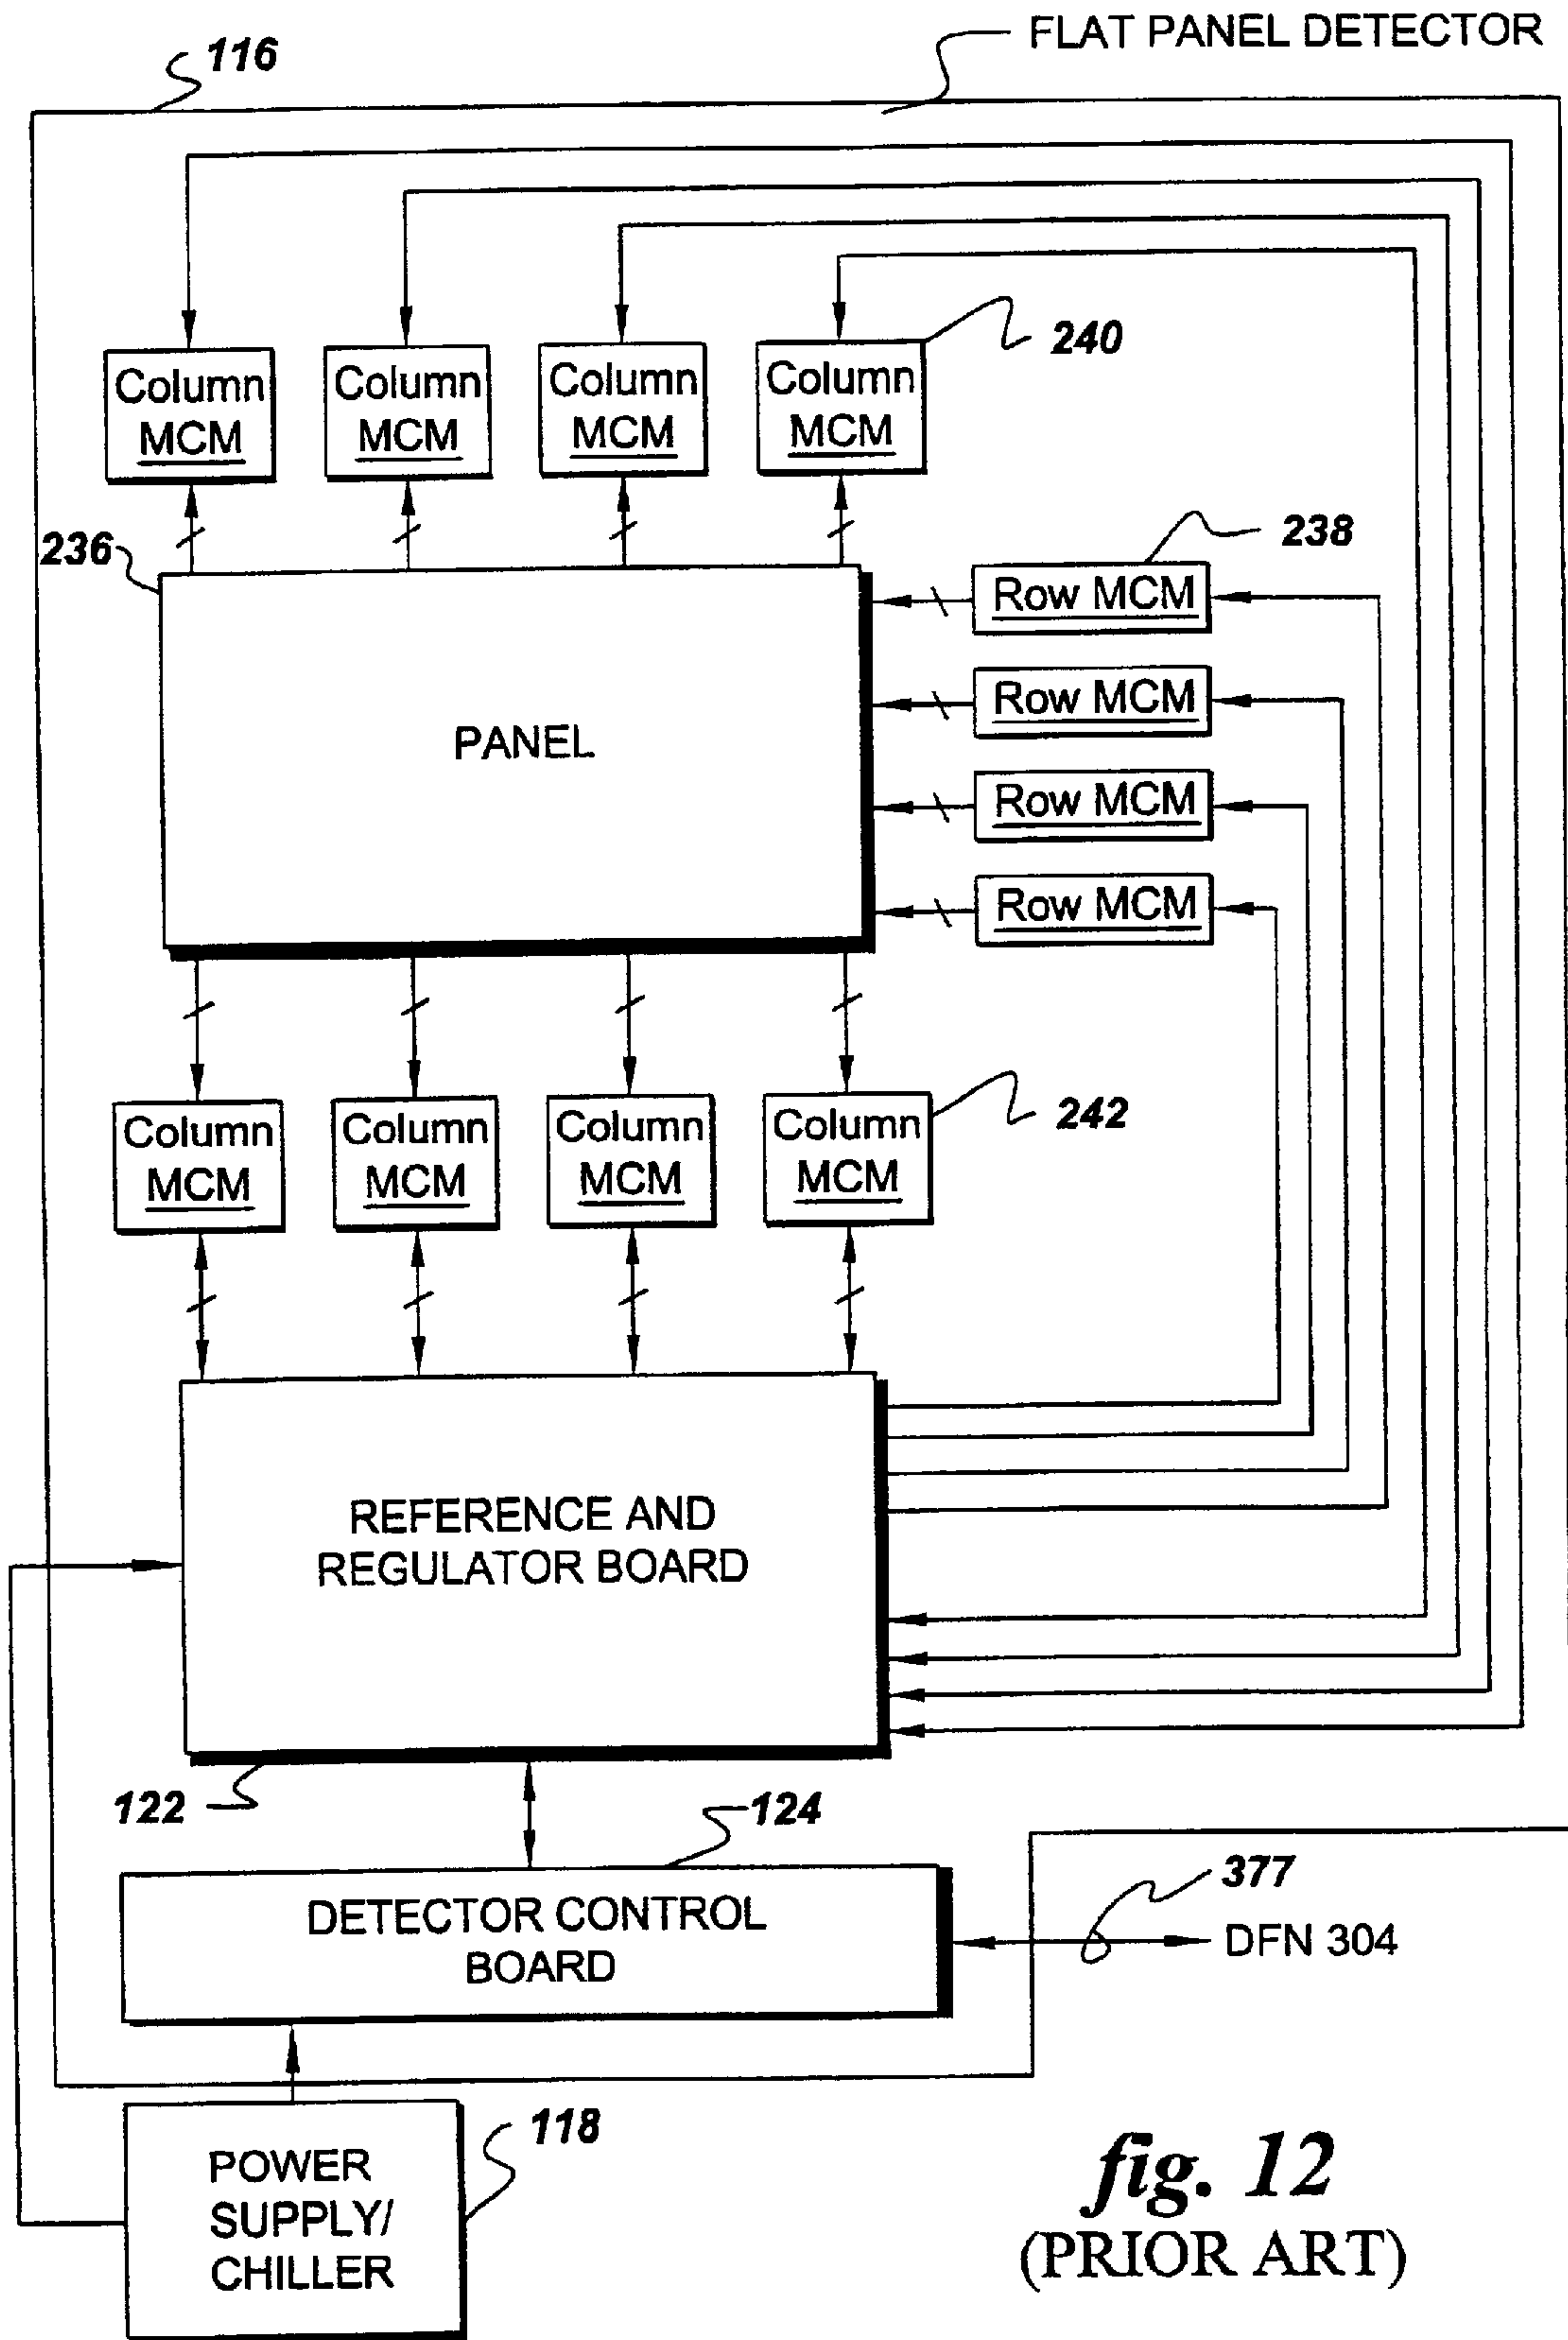 FLAT PANEL DETECTOR
116
240
Column
MCM
Column
MCM
Column
MCM
Column
MCM
236
238
Row MCM
Row MCM
PANEL
Row MCM
Row MCM
242
Column
MCM
Column
MCM
Column
MCM
Column
MCM
REFERENCE AND
REGULATOR BOARD
122
124
377
DETECTOR CONTROL
BOARD
DFN 304
118
POWER
SUPPLY/
CHILLER
fig. 12
(PRIOR ART)